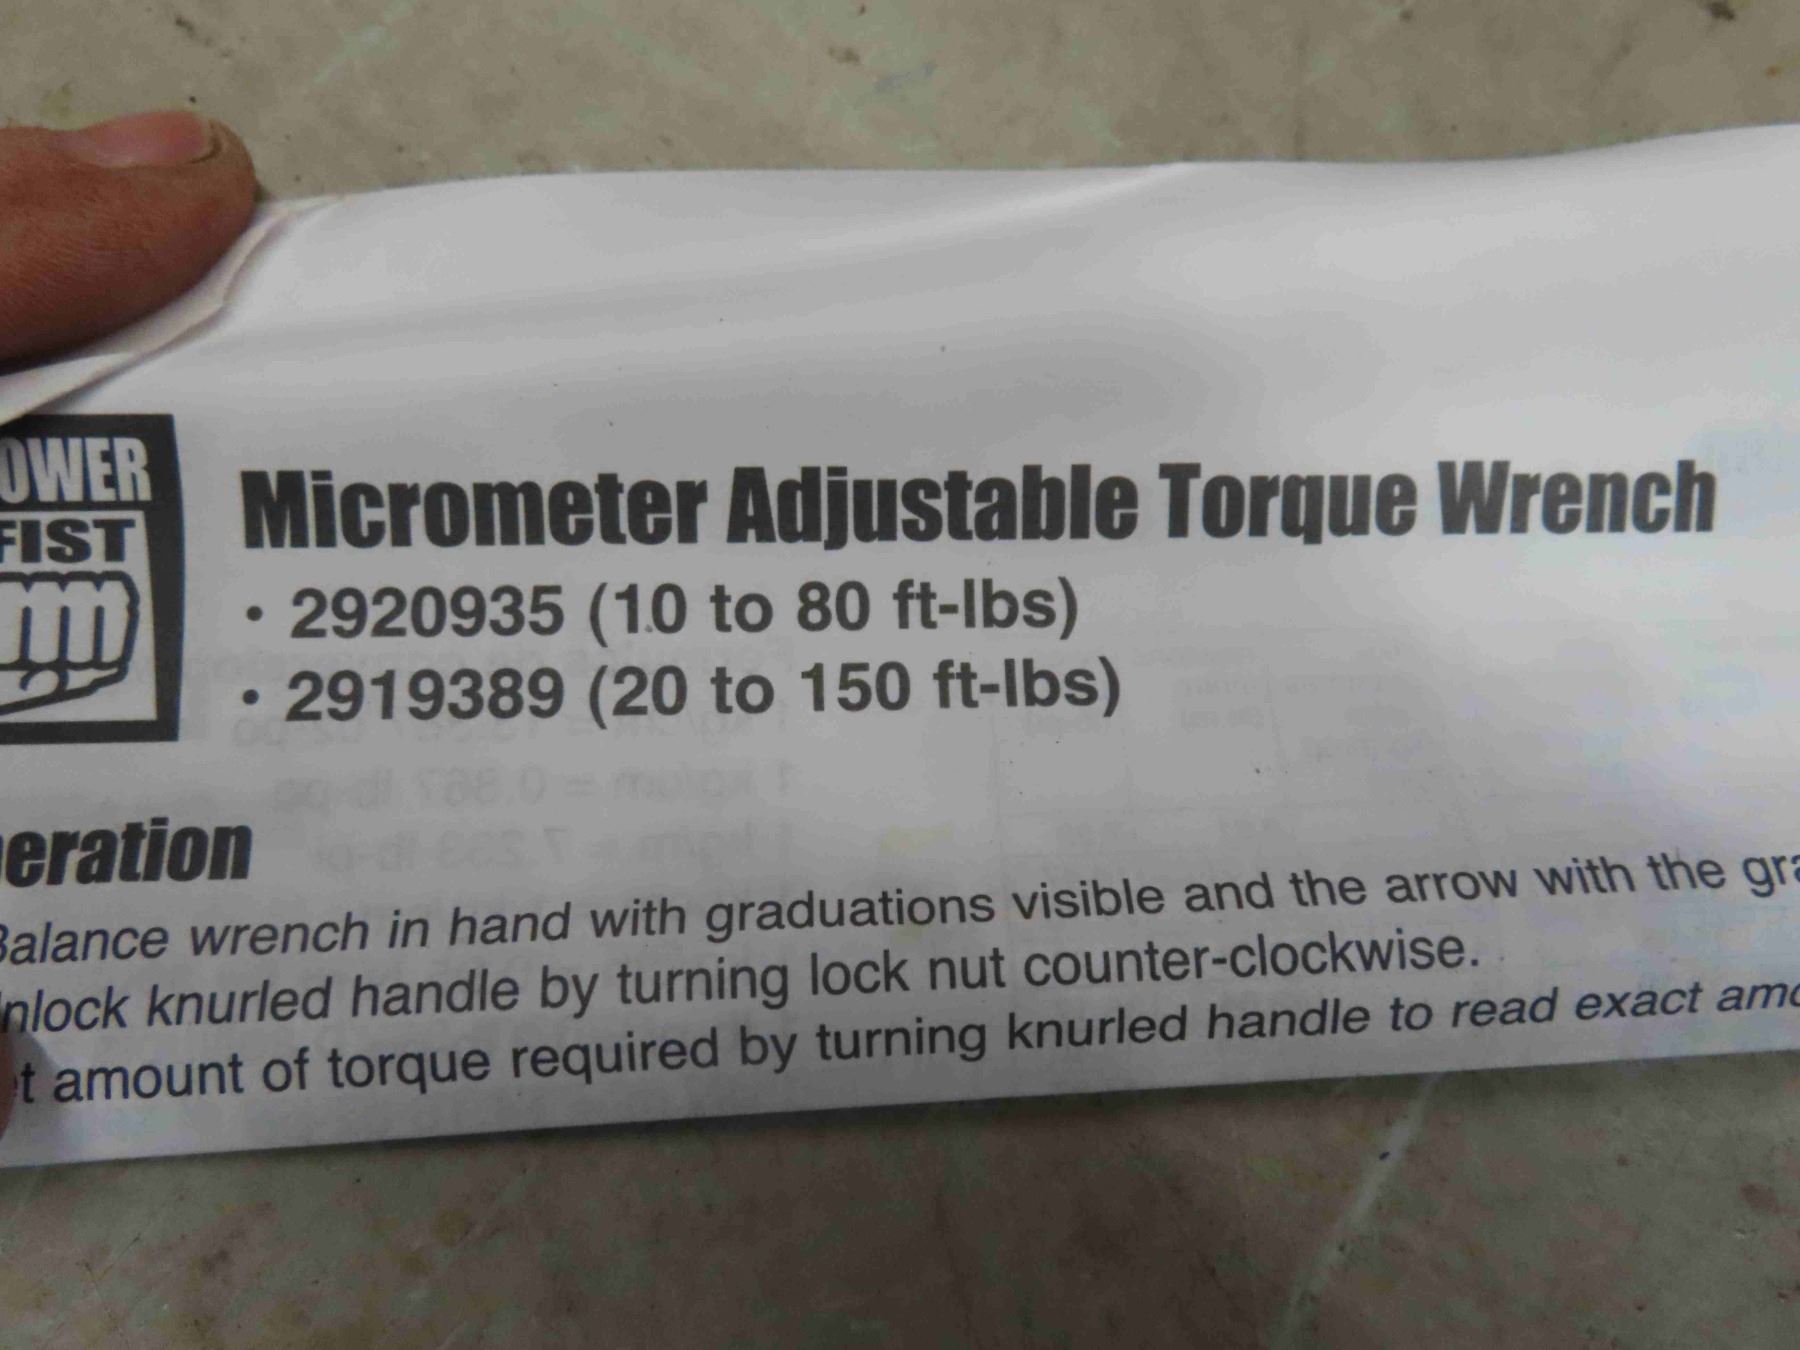 OWER
FIST
Micrometer Adjustable Torque Wrench
• 2920935 (10 to 80 ft-lbs)
• 2919389 (20 to 150 ft-lbs)
eration
Balance wrench in hand with graduations visible and the arrow with the gra
nlock knurled handle by turning lock nut counter-clockwise.
t amount of torque required by turning knurled handle to read exact amo